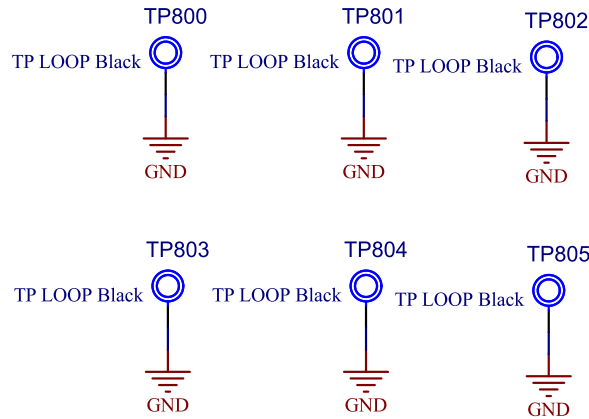 TP800
TP LOOP Black
GND
TP801
TP LOOP Black
GND
TP802
TP LOOP Black
GND
TP803
TP LOOP Black
GND
TP804
TP LOOP Black
GND
TP805
TP LOOP Black
GND